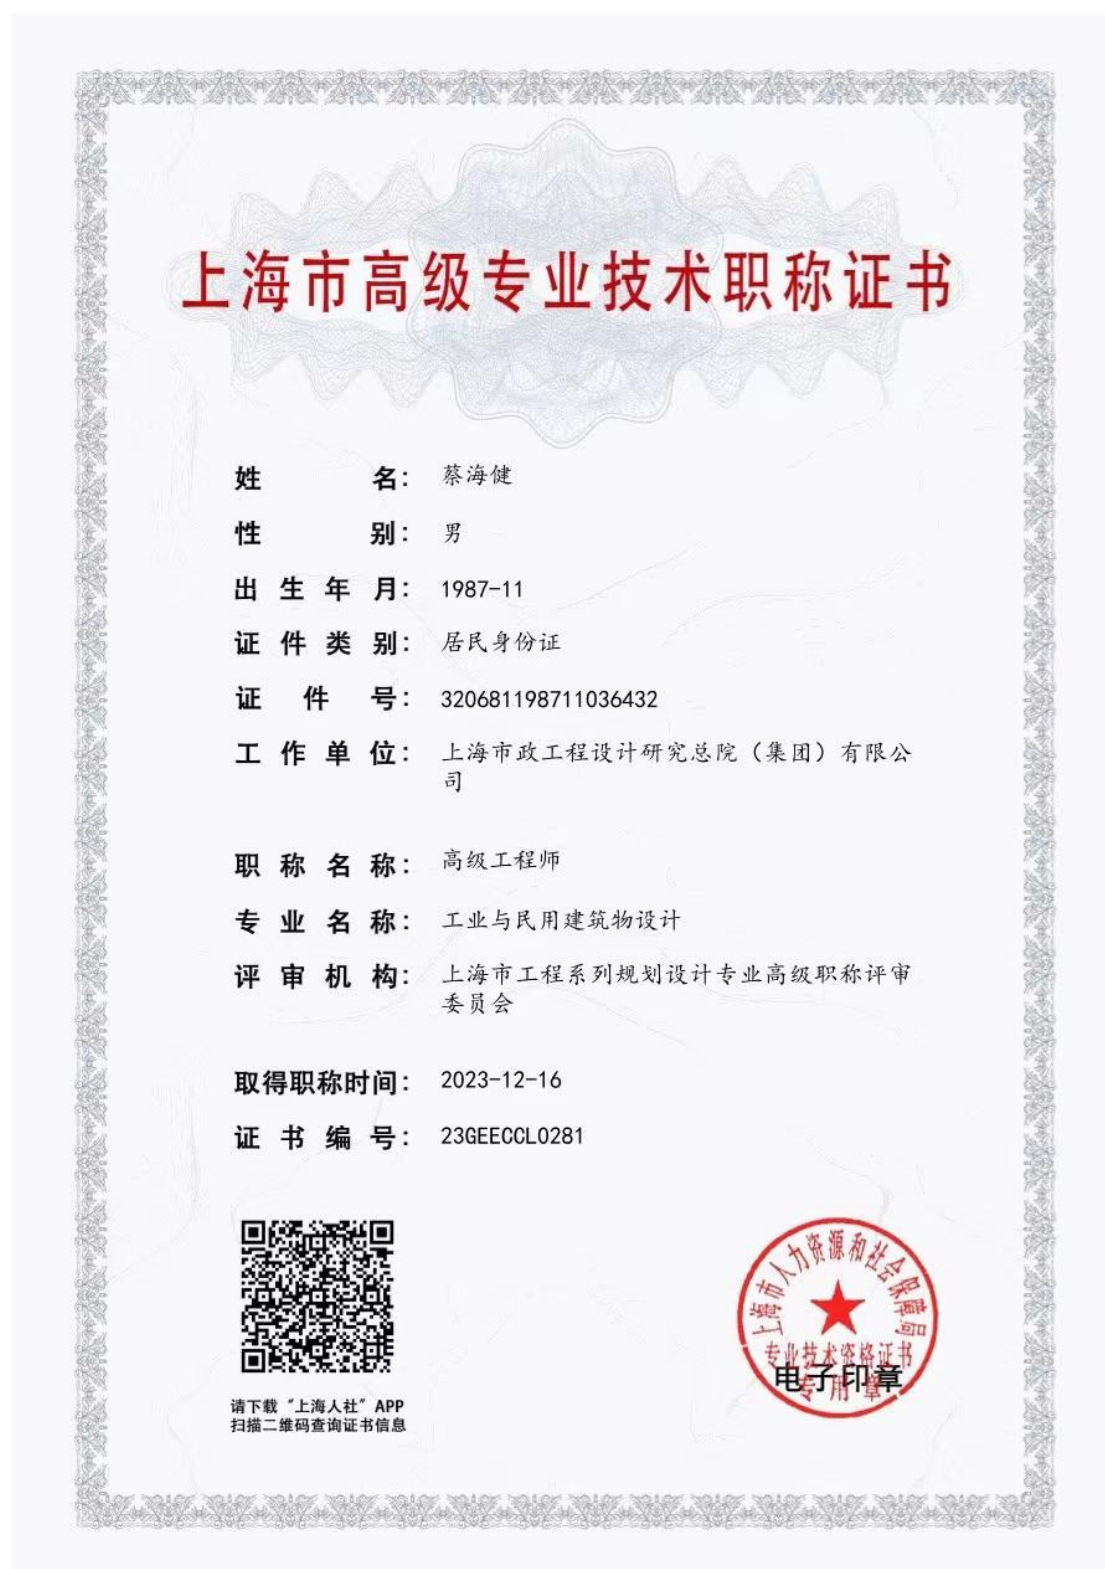 上海市高级专业技术职称证书
姓名： 蔡海健
性别： 男
出生年月： 1987-11
证件类别： 居民身份证
证件号： 320681198711036432
工作单位： 上海市政工程设计研究总院（集团）有限公
司
职称名称： 高级工程师
专业名称： 工业与民用建筑物设计
评审机构： 上海市工程系列规划设计专业高级职称评审
委员会
取得职称时间： 2023-12-16
证书编号： 23GEECCL0281
请下载“上海人社”APP
扫描二维码查询证书信息
上海市人力资源和社会保障局
专业技术资格证书
电子印章
专用章